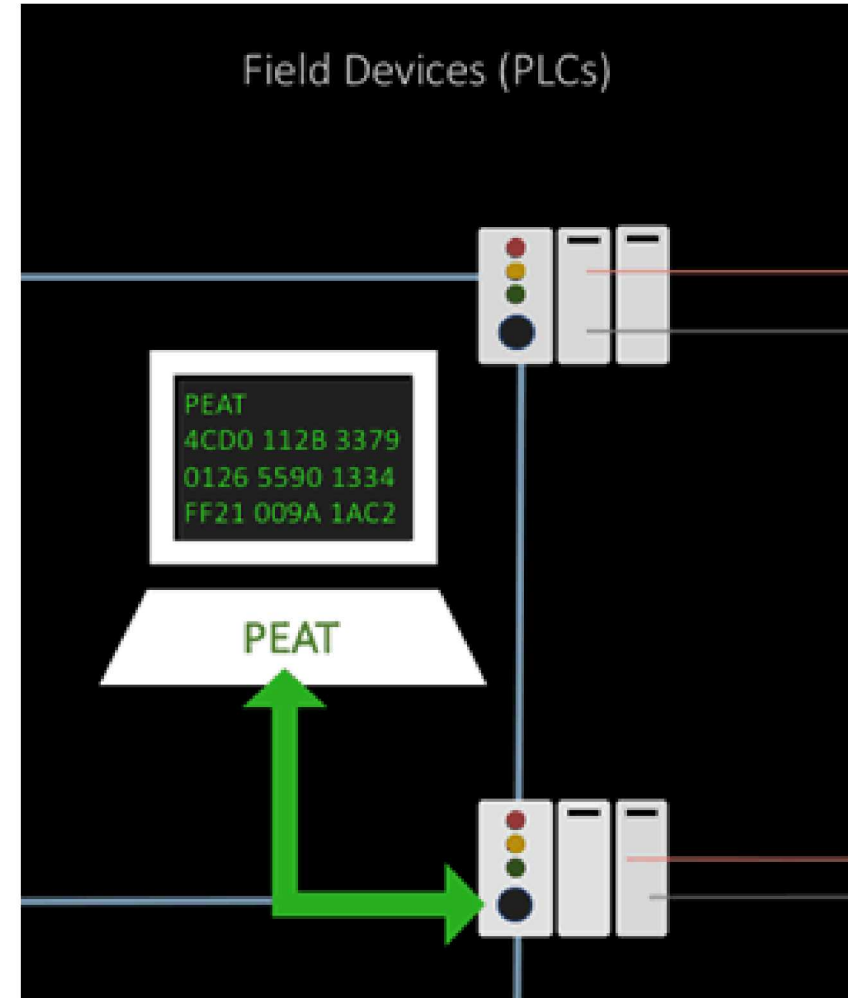 Field Devices (PLCs)
PEAT
4CD0 112B 3379
0126 5590 1334
FF21 009A 1AC2
PEAT